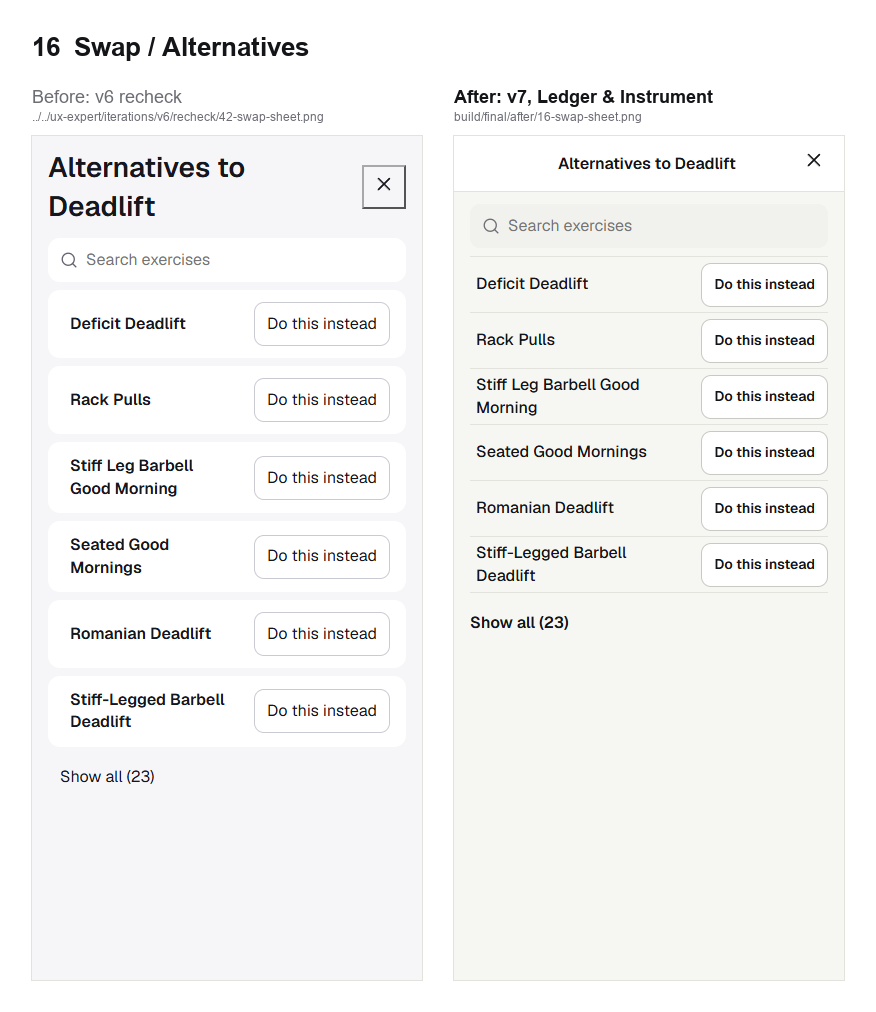 16 Swap / Alternatives
Before: v6 recheck
../../ux-expert/iterations/v6/recheck/42-swap-sheet.png
Alternatives to
Deadlift
Search exercises
Deficit Deadlift
Do this instead
Rack Pulls
Do this instead
Stiff Leg Barbell
Good Morning
Do this instead
Seated Good
Mornings
Do this instead
Romanian Deadlift
Do this instead
Stiff-Legged Barbell
Deadlift
Do this instead
Show all (23)
After: v7, Ledger & Instrument
build/final/after/16-swap-sheet.png
Alternatives to Deadlift
Search exercises
Deficit Deadlift
Do this instead
Rack Pulls
Do this instead
Stiff Leg Barbell Good
Morning
Do this instead
Seated Good Mornings
Do this instead
Romanian Deadlift
Do this instead
Stiff-Legged Barbell
Deadlift
Do this instead
Show all (23)